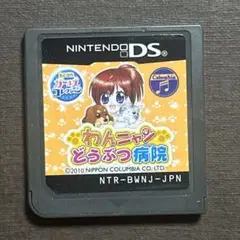 NINTENDO DS
Columbia
わんニャン
どうぶつ病院
©2010 NIPPON COLUMBIA CO., LTD.
NTR-BWNJ-JPN